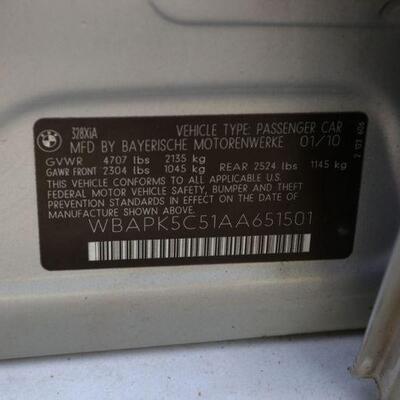 328XiA VEHICLE TYPE: PASSENGER CAR
MFD BY BAYERISCHE MOTORENWERKE 01/10
GVWR 4707 lbs 2135 kg
GAWR FRONT 2304 lbs 1045 kg REAR 2524 lbs 1145 kg
THIS VEHICLE CONFORMS TO ALL APPLICABLE
FEDERAL MOTOR VEHICLE SAFETY, BUMPER AND THEFT
PREVENTION STANDARDS IN EFFECT ON THE
DATE OF MANUFACTURE SHOWN ABOVE.
WBAPK5C51AA651501